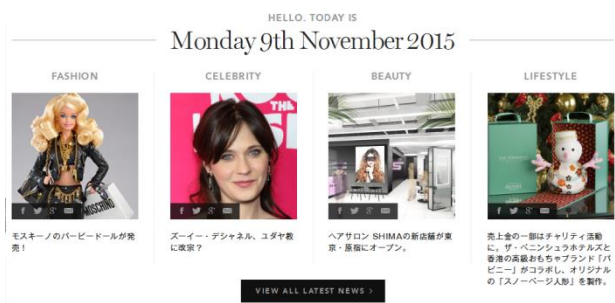 HELLO. TODAY IS
Monday 9th November 2015
FASHION
CELEBRITY
BEAUTY
LIFESTYLE
THE
MOSCHINO
モスキーノのバービードールが発
売！
ズーイー・デシャネル、ユダヤ教
に改宗？
ヘアサロン SHIMAの新店舗が東
京・原宿にオープン。
売上金の一部はチャリティ活動
に。ザ・ペニンシュラホテルズと
香港の高級おもちゃブランド「バ
ビニー」がコラボし、オリジナル
の「スノーベージ人形」を製作。
VIEW ALL LATEST NEWS >